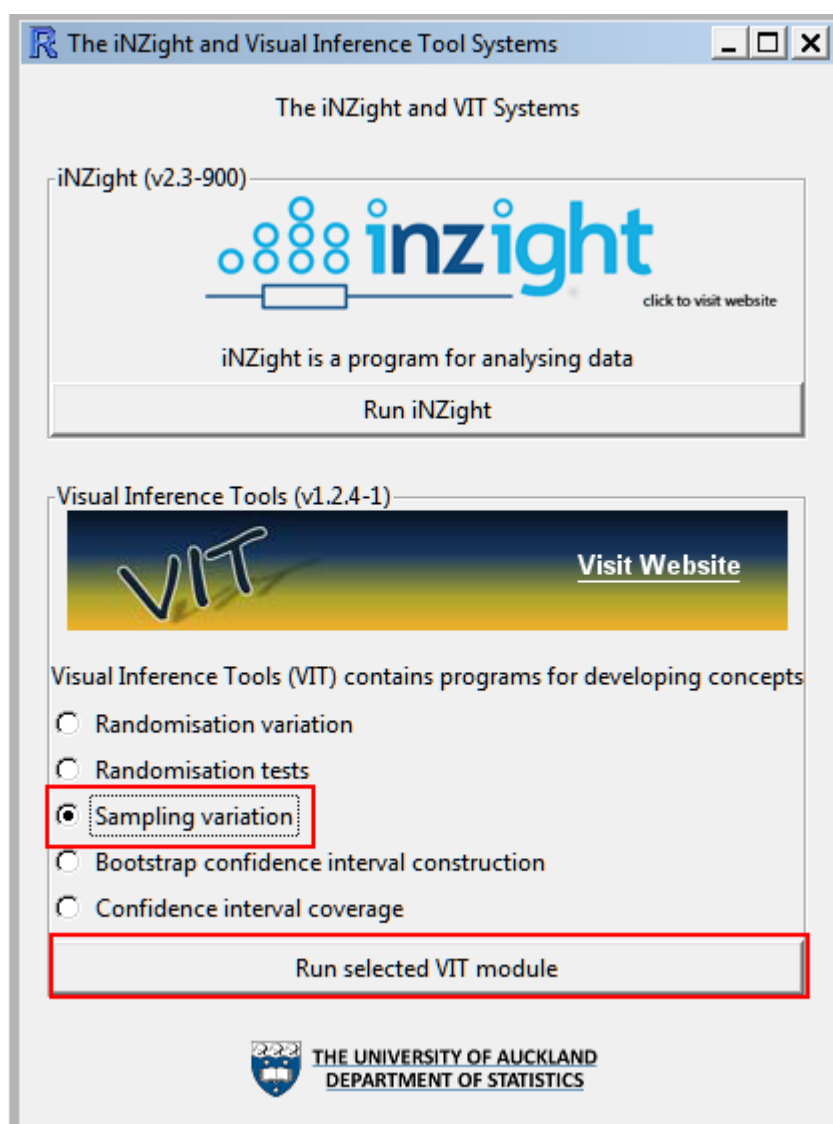 The iNZight and Visual Inference Tool Systems
The iNZight and VIT Systems
iNZight (v2.3-900)
inzight
click to visit website
iNZight is a program for analysing data
Run iNZight
Visual Inference Tools (v1.2.4-1)
VIT
Visit Website
Visual Inference Tools (VIT) contains programs for developing concepts
Randomisation variation
Randomisation tests
Sampling variation
Bootstrap confidence interval construction
Confidence interval coverage
Run selected VIT module
THE UNIVERSITY OF AUCKLAND
DEPARTMENT OF STATISTICS